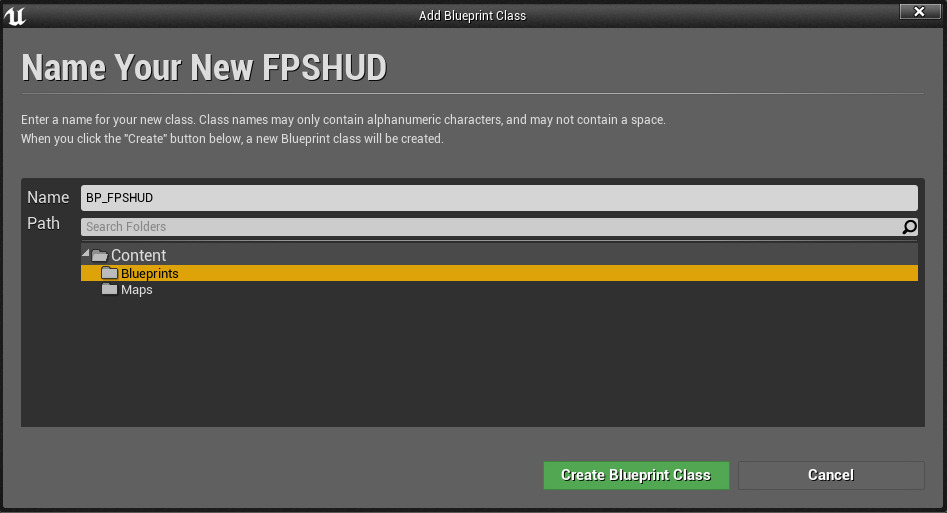 Add Blueprint Class
Name Your New FPSHUD
Enter a name for your new class. Class names may only contain alphanumeric characters, and may not contain a space.
When you click the "Create" button below, a new Blueprint class will be created.
Name BP_FPSHUD
Path Search Folders
Content
Blueprints
Maps
Create Blueprint Class Cancel